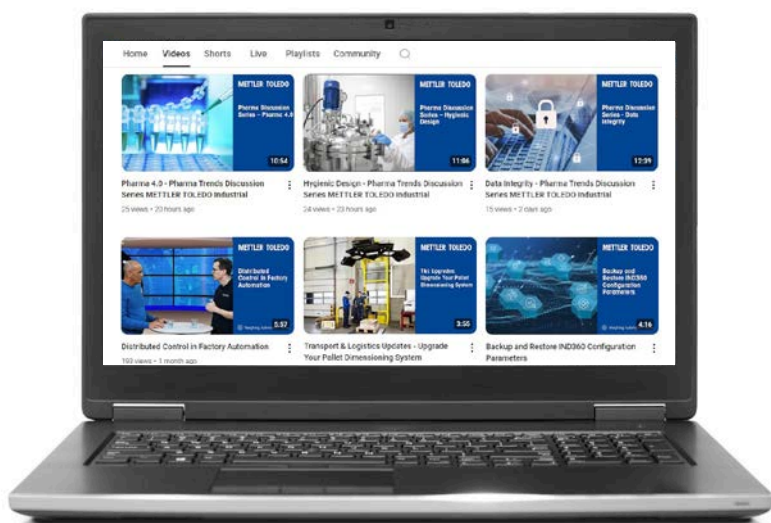 Home Videos Shorts Live Playlists Community
METTLER TOLEDO
Pharma Discussion
Series - Pharma 4.0
10:54
METTLER TOLEDO
Pharma Discussion
Series - Hygienic
Design
11:06
METTLER TOLEDO
Pharma Discussion
Series - Data
Integrity
12:39
Pharma 4.0 - Pharma Trends Discussion
Series METTLER TOLEDO Industrial
25 views • 20 hours ago
Hygienic Design - Pharma Trends Discussion
Series METTLER TOLEDO Industrial
24 views • 23 hours ago
Data Integrity - Pharma Trends Discussion
Series METTLER TOLEDO Industrial
15 views • 2 days ago
METTLER TOLEDO
Distributed
Control in Factory
Automation
5:57
METTLER TOLEDO
T&L Upgrades
Upgrade Your Pallet
Dimensioning System
3:55
METTLER TOLEDO
Backup and
Restore IND360
Configuration
Parameters
4:16
Distributed Control in Factory Automation
193 views • 1 month ago
Transport & Logistics Updates - Upgrade
Your Pallet Dimensioning System
Backup and Restore IND360 Configuration
Parameters